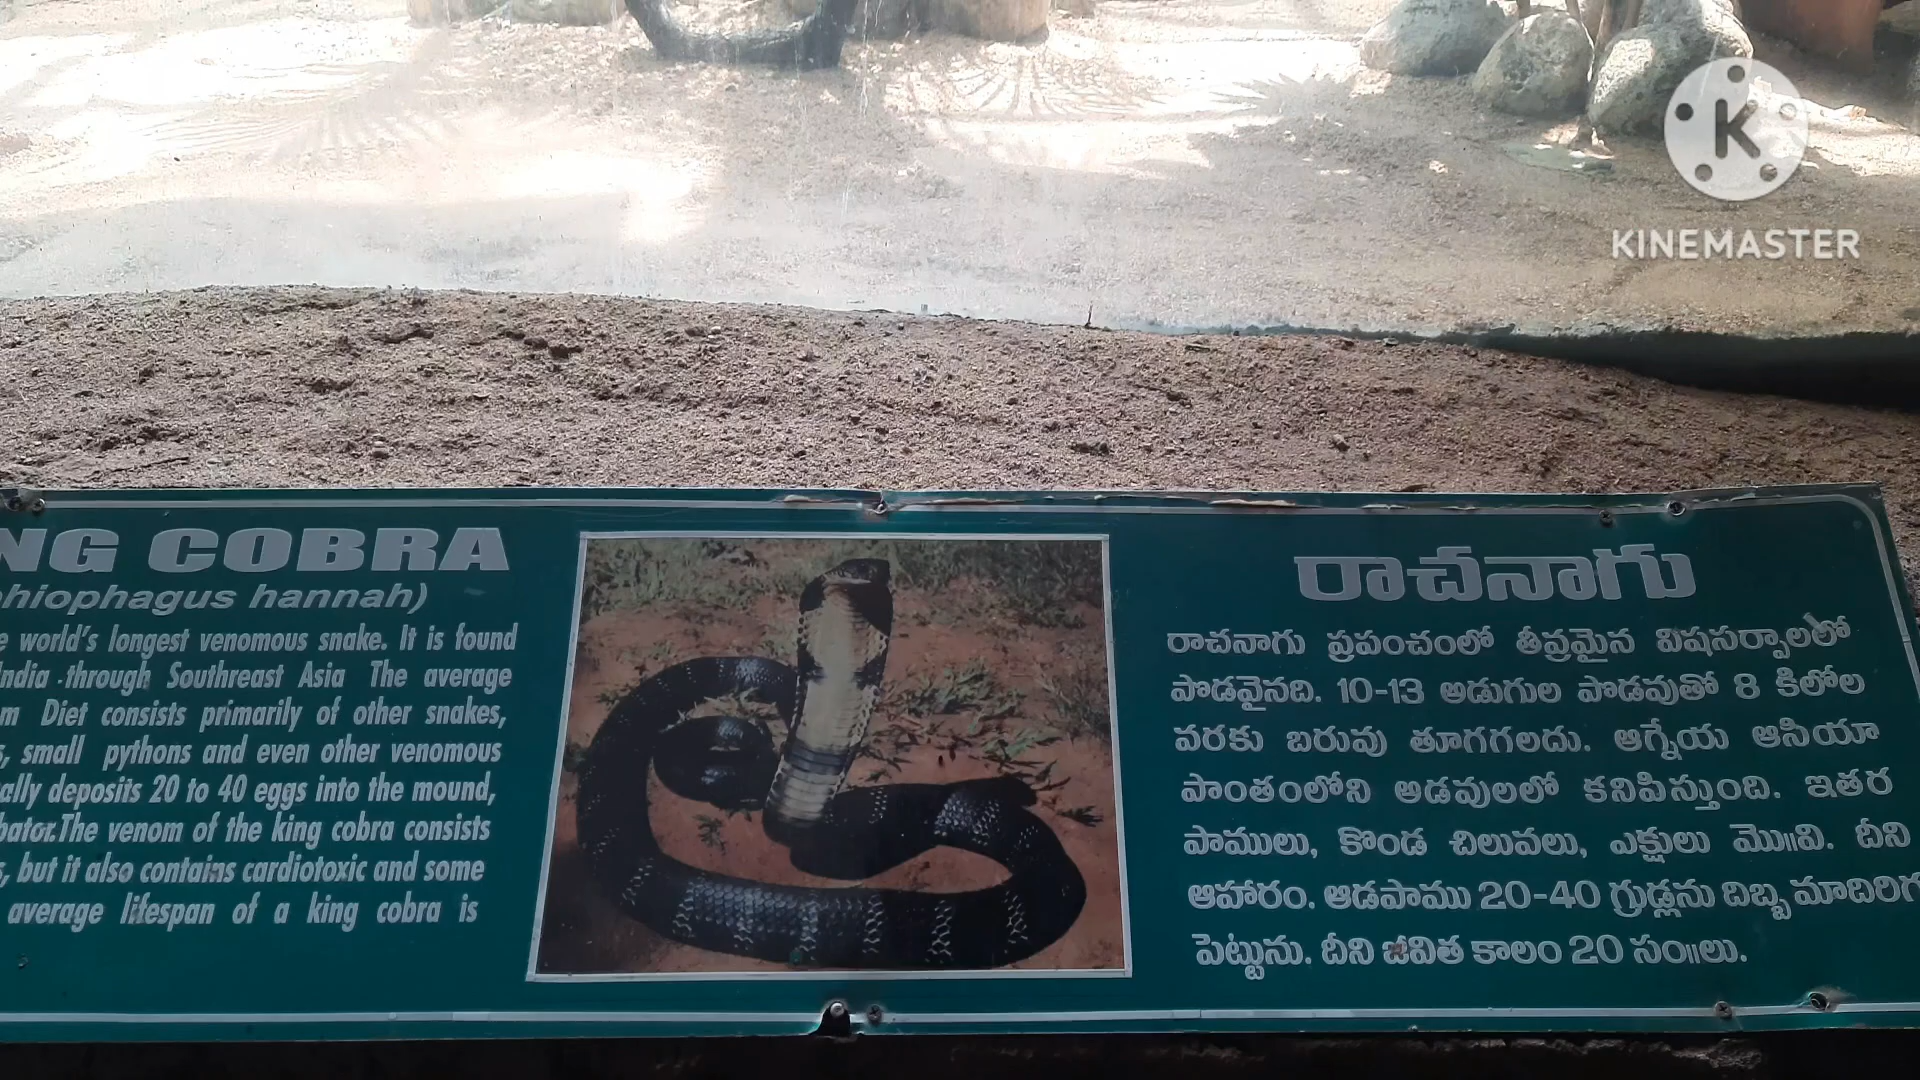 K
KINEMASTER
NG COBRA
phiophagus hannah)
e world's longest venomous snake. It is found
India through Southeast Asia The average
m Diet consists primarily of other snakes,
s, small pythons and even other venomous
ally deposits 20 to 40 eggs into the mound,
bator.The venom of the king cobra consists
s, but it also contains cardiotoxic and some
average lifespan of a king cobra is
రాచనాగు
రాచనాగు ప్రపంచంలో తీవ్రమైన విషసర్పాలలో
పొడవైనది. 10-13 అడుగుల పొడవుతో 8 కిలోల
వరకు బరువు తూగగలదు. ఆగ్నేయ ఆసియా
ప్రాంతంలోని అడవులలో కనిపిస్తుంది. ఇతర
పాములు, కొండ చిలువలు, ఎక్షులు మొ॥వి. దీని
ఆహారం. ఆడపాము 20-40 గ్రుడ్లను దిబ్బ మాదిరిగ
పెట్టును. దీని జీవిత కాలం 20 సం॥లు.